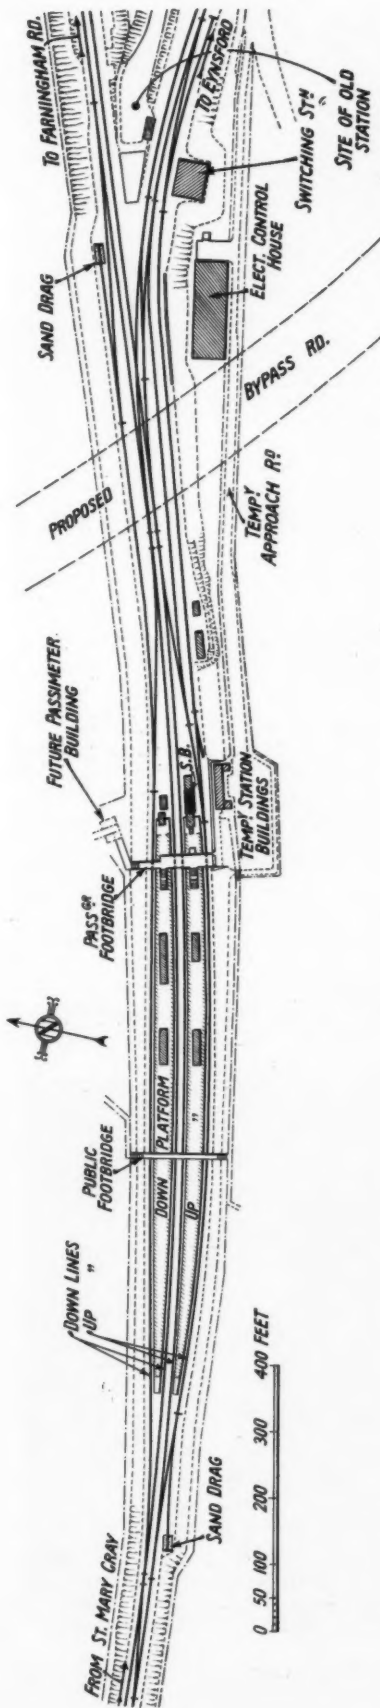 FROM ST. MARY CRAY
DOWN LINES
UP „
SAND DRAG
0 50 100 200 300 400 FEET
PUBLIC
FOOTBRIDGE
DOWN PLATFORM
UP „
N
PASSGR
FOOTBRIDGE
FUTURE PASSIMETER
BUILDING
S.B.
TEMPY STATION
BUILDINGS
TEMPY
APPROACH RD
PROPOSED
BYPASS RD.
SAND DRAG
ELECT. CONTROL
HOUSE
SWITCHING STN
SITE OF OLD
STATION
TO FARNINGHAM RD.
TO EYNSFORD